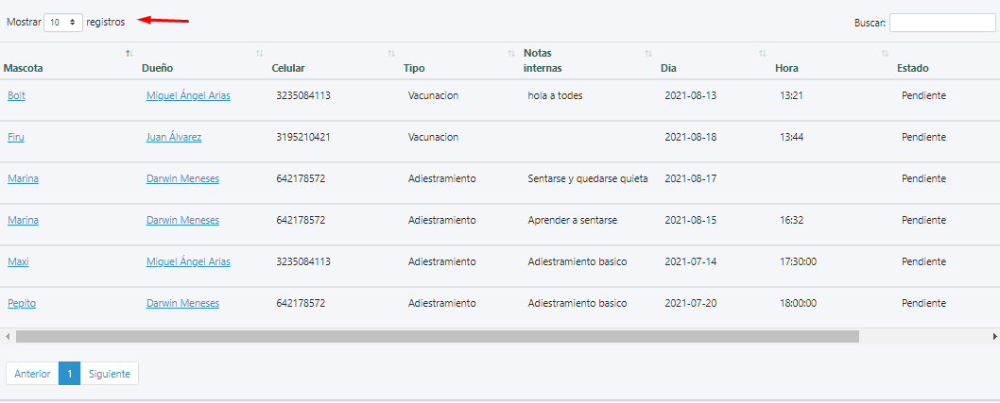 Mostrar 10 registros Buscar:
Mascota Dueño Celular Tipo Notas internas Dia Hora Estado
Bolt Miguel Ángel Arias 3235084113 Vacunacion hola a todes 2021-08-13 13:21 Pendiente
Firu Juan Álvarez 3195210421 Vacunacion 2021-08-18 13:44 Pendiente
Marina Darwin Meneses 642178572 Adiestramiento Sentarse y quedarse quieta 2021-08-17 Pendiente
Marina Darwin Meneses 642178572 Adiestramiento Aprender a sentarse 2021-08-15 16:32 Pendiente
Maxi Miguel Ángel Arias 3235084113 Adiestramiento Adiestramiento basico 2021-07-14 17:30:00 Pendiente
Pepito Darwin Meneses 642178572 Adiestramiento Adiestramiento basico 2021-07-20 18:00:00 Pendiente
Anterior 1 Siguiente